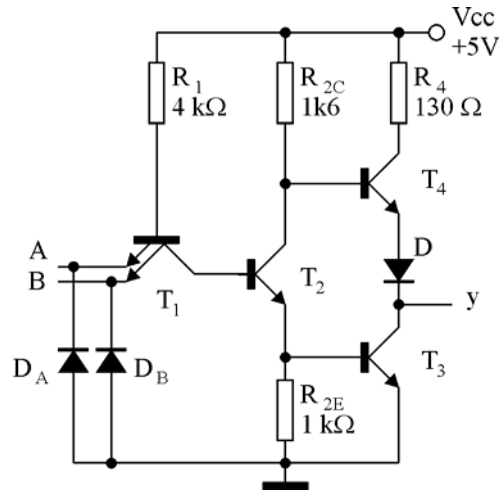 Vcc
+5V
R1
4 kΩ
R2C
1k6
R4
130 Ω
T4
A
B
T1
T2
D
y
DA
DB
T3
R2E
1 kΩ